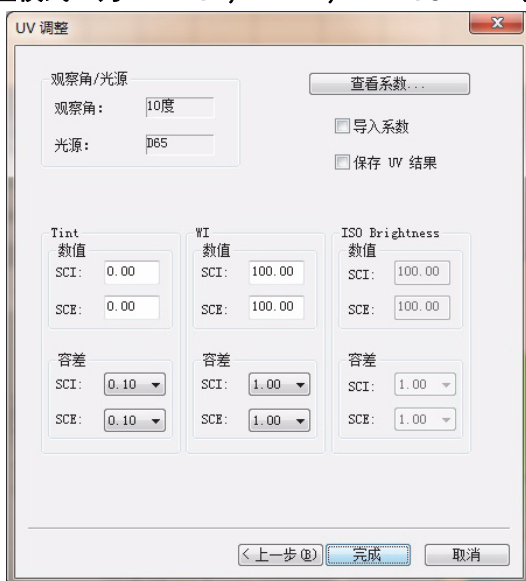 UV 调整
观察角/光源
观察角: 10度
光源: D65
查看系数...
导入系数
保存 UV 结果
Tint
数值
SCI: 0.00
SCE: 0.00
容差
SCI: 0.10
SCE: 0.10
WI
数值
SCI: 100.00
SCE: 100.00
容差
SCI: 1.00
SCE: 1.00
ISO Brightness
数值
SCI: 100.00
SCE: 100.00
容差
SCI: 1.00
SCE: 1.00
<上一步(B)
完成
取消